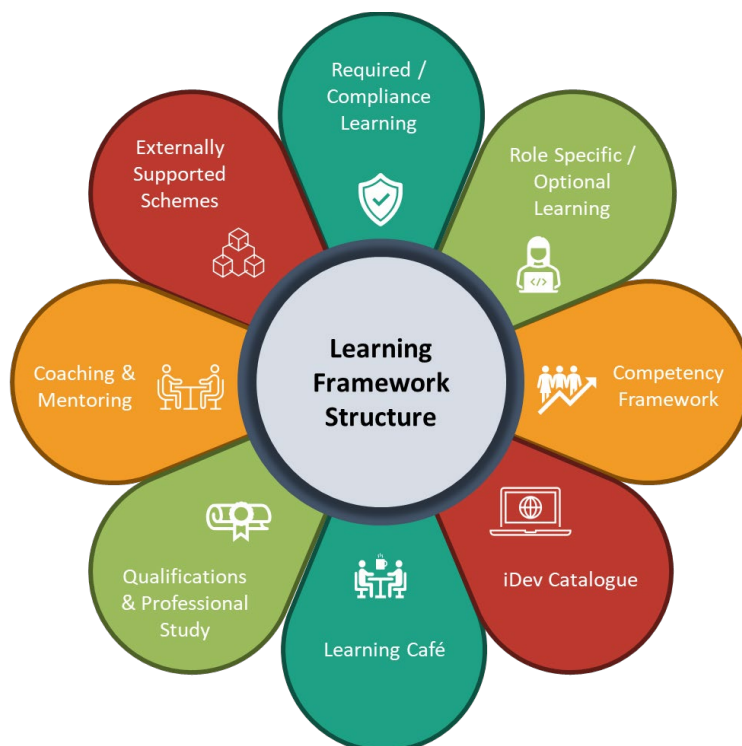 Required /
Compliance
Learning
Role Specific /
Optional
Learning
Competency
Framework
iDev Catalogue
Learning Café
Qualifications
& Professional
Study
Coaching &
Mentoring
Externally
Supported
Schemes
Learning
Framework
Structure